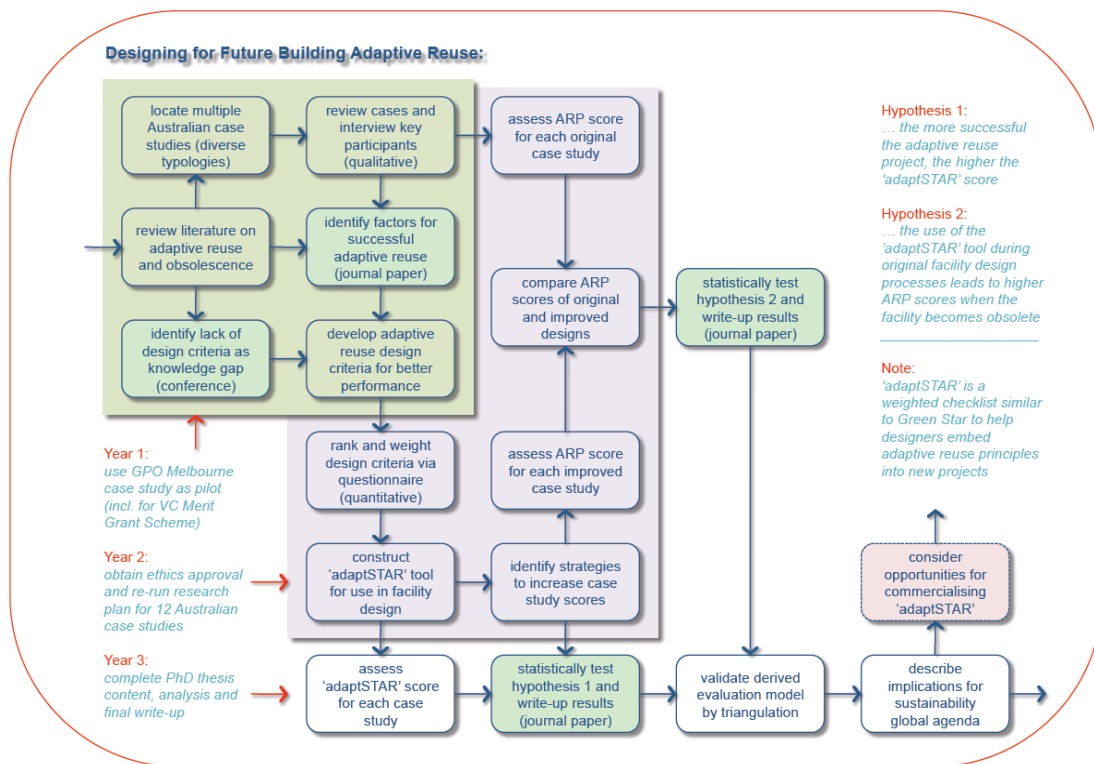 Designing for Future Building Adaptive Reuse:
locate multiple
Australian case
studies (diverse
typologies)
review cases and
interview key
participants
(qualitative)
assess ARP score
for each original
case study
review literature on
adaptive reuse
and obsolescence
identify factors for
successful
adaptive reuse
(journal paper)
compare ARP
scores of original
and improved
designs
statistically test
hypothesis 2 and
write-up results
(journal paper)
identify lack of
design criteria as
knowledge gap
(conference)
develop adaptive
reuse design
criteria for better
performance
rank and weight
design criteria via
questionnaire
(quantitative)
assess ARP score
for each improved
case study
construct
‘adaptSTAR’ tool
for use in facility
design
identify strategies
to increase case
study scores
consider
opportunities for
commercialising
‘adaptSTAR’
assess
‘adaptSTAR’ score
for each case
study
statistically test
hypothesis 1 and
write-up results
(journal paper)
validate derived
evaluation model
by triangulation
describe
implications for
sustainability
global agenda
Year 1:
use GPO Melbourne
case study as pilot
(incl. for VC Merit
Grant Scheme)
Year 2:
obtain ethics approval
and re-run research
plan for 12 Australian
case studies
Year 3:
complete PhD thesis
content, analysis and
final write-up
Hypothesis 1:
… the more successful
the adaptive reuse
project, the higher the
‘adaptSTAR’ score
Hypothesis 2:
… the use of the
‘adaptSTAR’ tool during
original facility design
processes leads to higher
ARP scores when the
facility becomes obsolete
Note:
‘adaptSTAR’ is a
weighted checklist similar
to Green Star to help
designers embed
adaptive reuse principles
into new projects